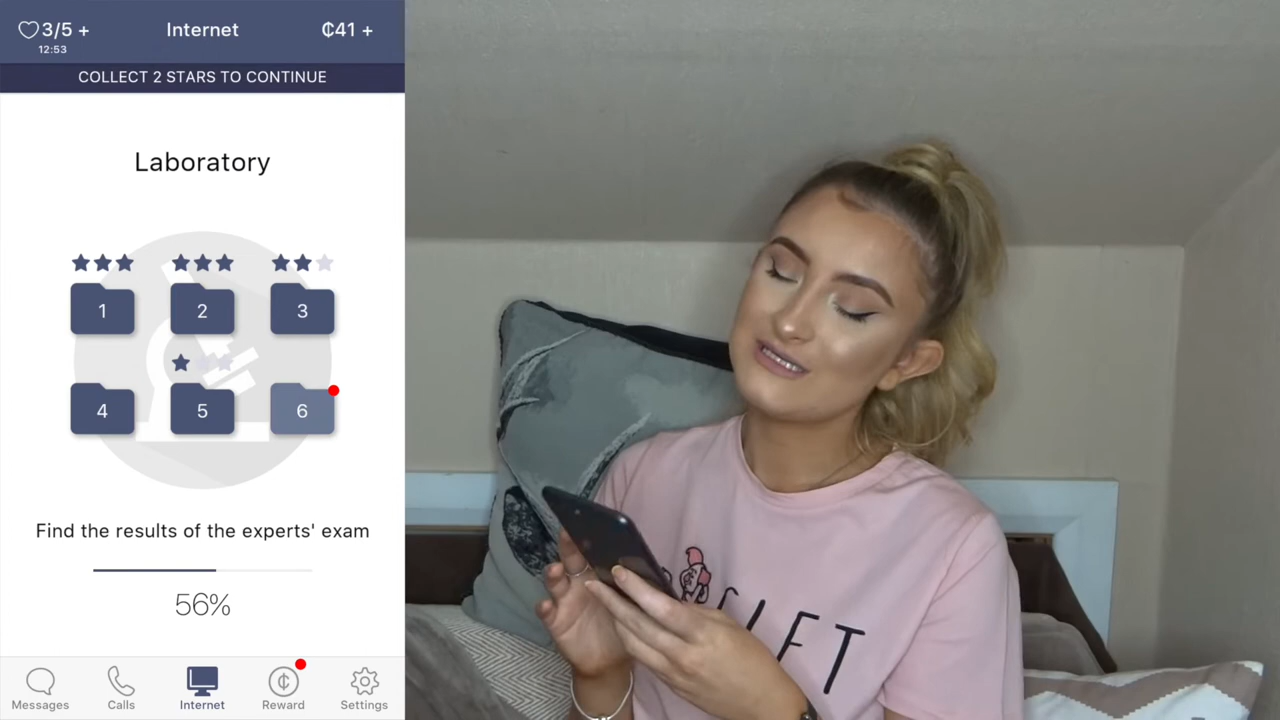 3/5 +
12:53
Internet
₵41 +
COLLECT 2 STARS TO CONTINUE
Laboratory
1
2
3
4
5
6
Find the results of the experts' exam
56%
Messages
Calls
Internet
Reward
Settings